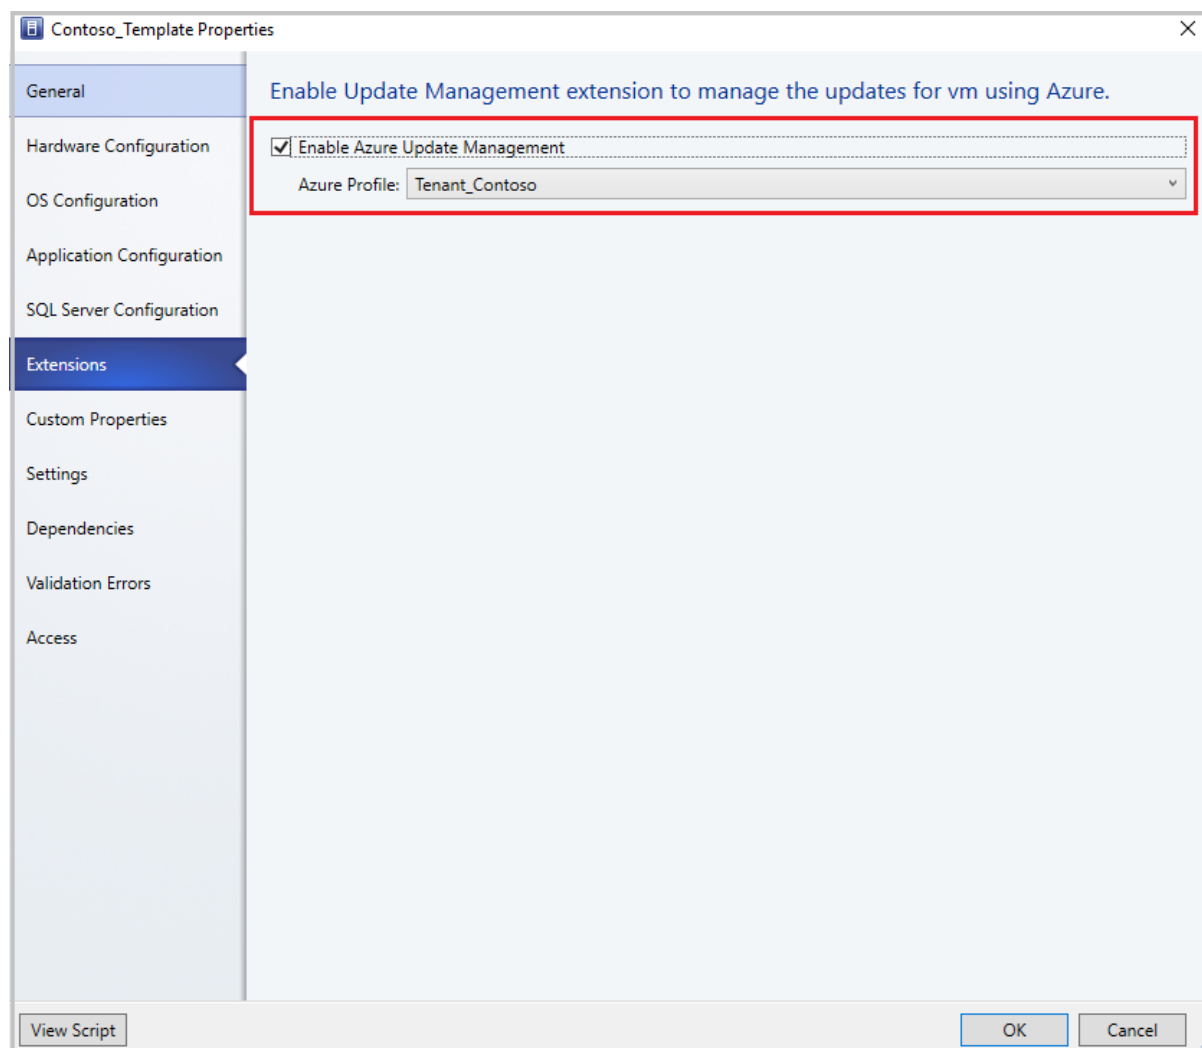 Contoso_Template Properties
General
Hardware Configuration
OS Configuration
Application Configuration
SQL Server Configuration
Extensions
Custom Properties
Settings
Dependencies
Validation Errors
Access
Enable Update Management extension to manage the updates for vm using Azure.
Enable Azure Update Management
Azure Profile: Tenant_Contoso
View Script
OK
Cancel